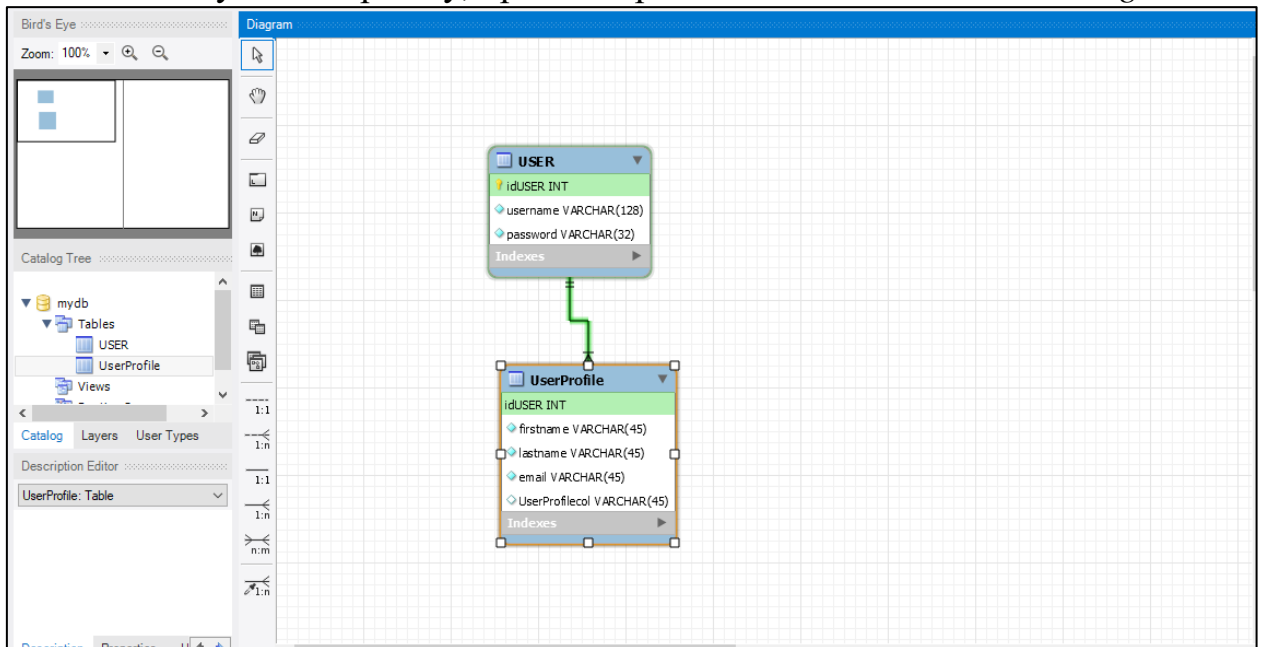 Bird's Eye
Zoom: 100%
Catalog Tree
mydb
Tables
USER
UserProfile
Views
Catalog Layers User Types
Description Editor
UserProfile: Table
Diagram
1:1
1:n
1:1
1:n
n:m
1:n
USER
idUSER INT
username VARCHAR(128)
password VARCHAR(32)
Indexes
UserProfile
idUSER INT
firstname VARCHAR(45)
lastname VARCHAR(45)
email VARCHAR(45)
UserProfilecol VARCHAR(45)
Indexes